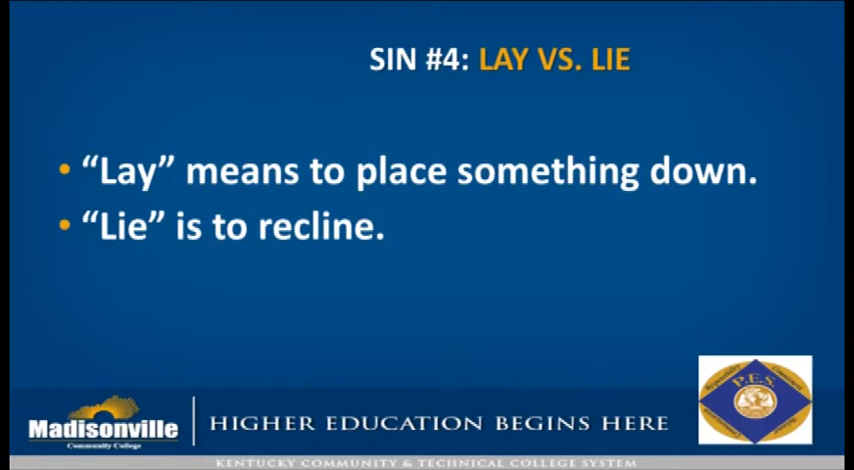 SIN #4: LAY VS. LIE
• “Lay” means to place something down.
• “Lie” is to recline.
Madisonville
Community College
HIGHER EDUCATION BEGINS HERE
P.E.S.
KENTUCKY COMMUNITY & TECHNICAL COLLEGE SYSTEM